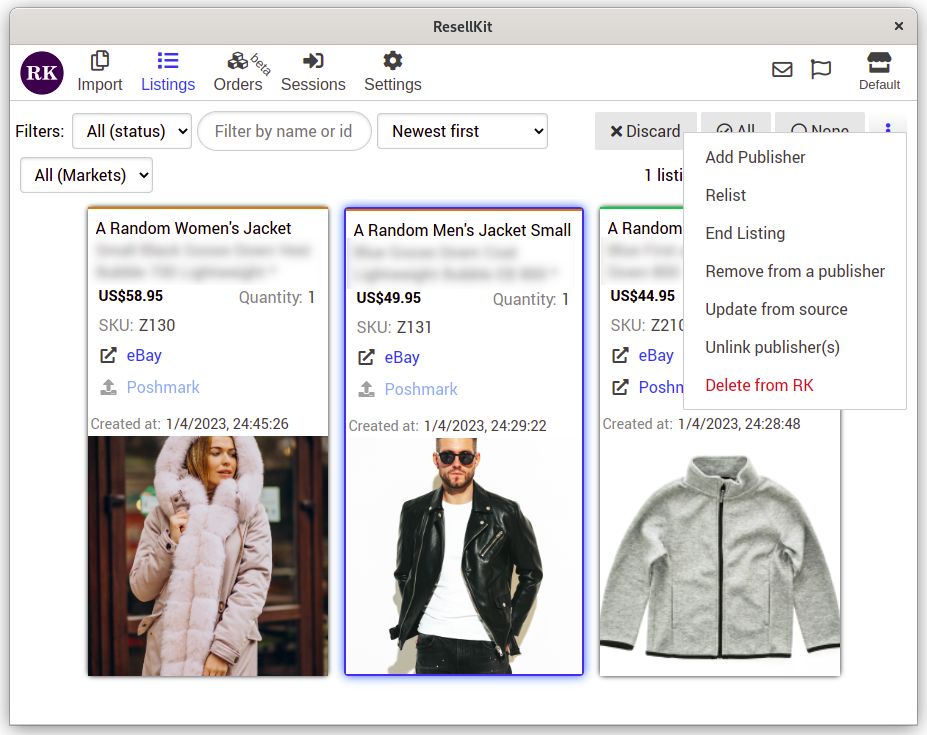 ResellKit
×
RK
Import
Listings
Orders
beta
Sessions
Settings
Default
Filters:
All (status)
Filter by name or id
Newest first
Discard
All
None
All (Markets)
1 listi
Add Publisher
Relist
End Listing
Remove from a publisher
Update from source
Unlink publisher(s)
Delete from RK
A Random Women's Jacket
US$58.95
Quantity: 1
SKU: Z130
eBay
Poshmark
Created at: 1/4/2023, 24:45:26
A Random Men's Jacket Small
US$49.95
Quantity: 1
SKU: Z131
eBay
Poshmark
Created at: 1/4/2023, 24:29:22
A Random
US$44.95
SKU: Z210
eBay
Poshn
Created at: 1/4/2023, 24:28:48